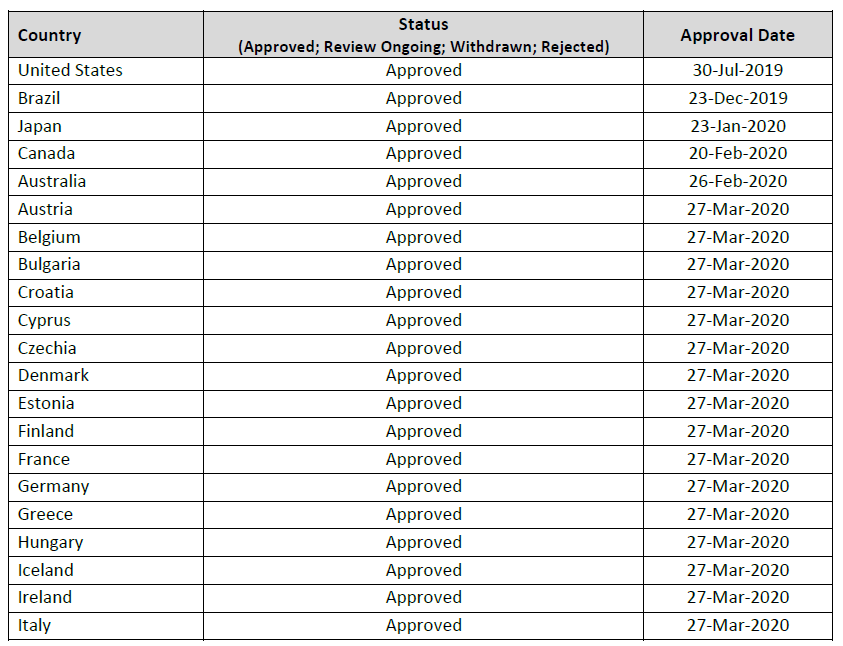 Country Status Approval Date
(Approved; Review Ongoing; Withdrawn; Rejected)
United States Approved 30-Jul-2019
Brazil Approved 23-Dec-2019
Japan Approved 23-Jan-2020
Canada Approved 20-Feb-2020
Australia Approved 26-Feb-2020
Austria Approved 27-Mar-2020
Belgium Approved 27-Mar-2020
Bulgaria Approved 27-Mar-2020
Croatia Approved 27-Mar-2020
Cyprus Approved 27-Mar-2020
Czechia Approved 27-Mar-2020
Denmark Approved 27-Mar-2020
Estonia Approved 27-Mar-2020
Finland Approved 27-Mar-2020
France Approved 27-Mar-2020
Germany Approved 27-Mar-2020
Greece Approved 27-Mar-2020
Hungary Approved 27-Mar-2020
Iceland Approved 27-Mar-2020
Ireland Approved 27-Mar-2020
Italy Approved 27-Mar-2020